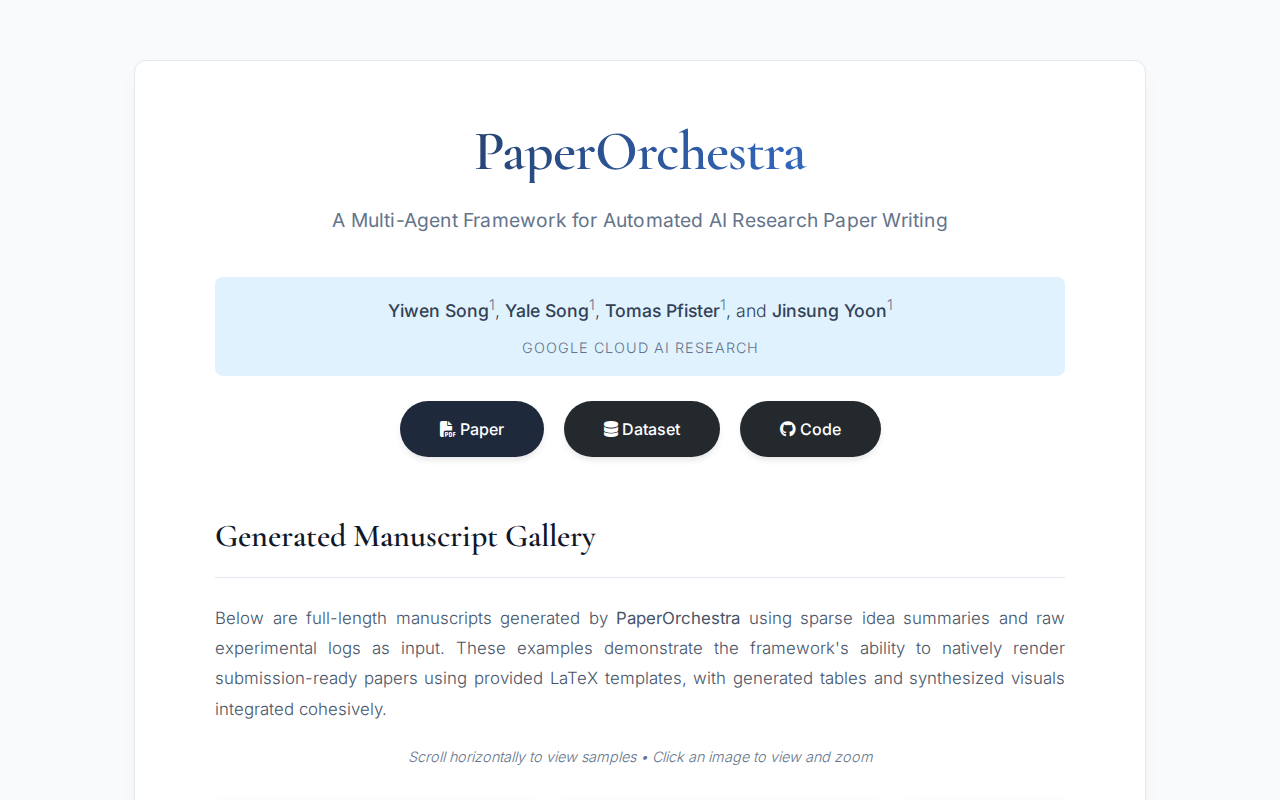 PaperOrchestra
A Multi-Agent Framework for Automated AI Research Paper Writing
Yiwen Song1, Yale Song1, Tomas Pfister1, and Jinsung Yoon1
GOOGLE CLOUD AI RESEARCH
Paper Dataset Code
Generated Manuscript Gallery
Below are full-length manuscripts generated by PaperOrchestra using sparse idea summaries and raw
experimental logs as input. These examples demonstrate the framework's ability to natively render
submission-ready papers using provided LaTeX templates, with generated tables and synthesized visuals
integrated cohesively.
Scroll horizontally to view samples • Click an image to view and zoom